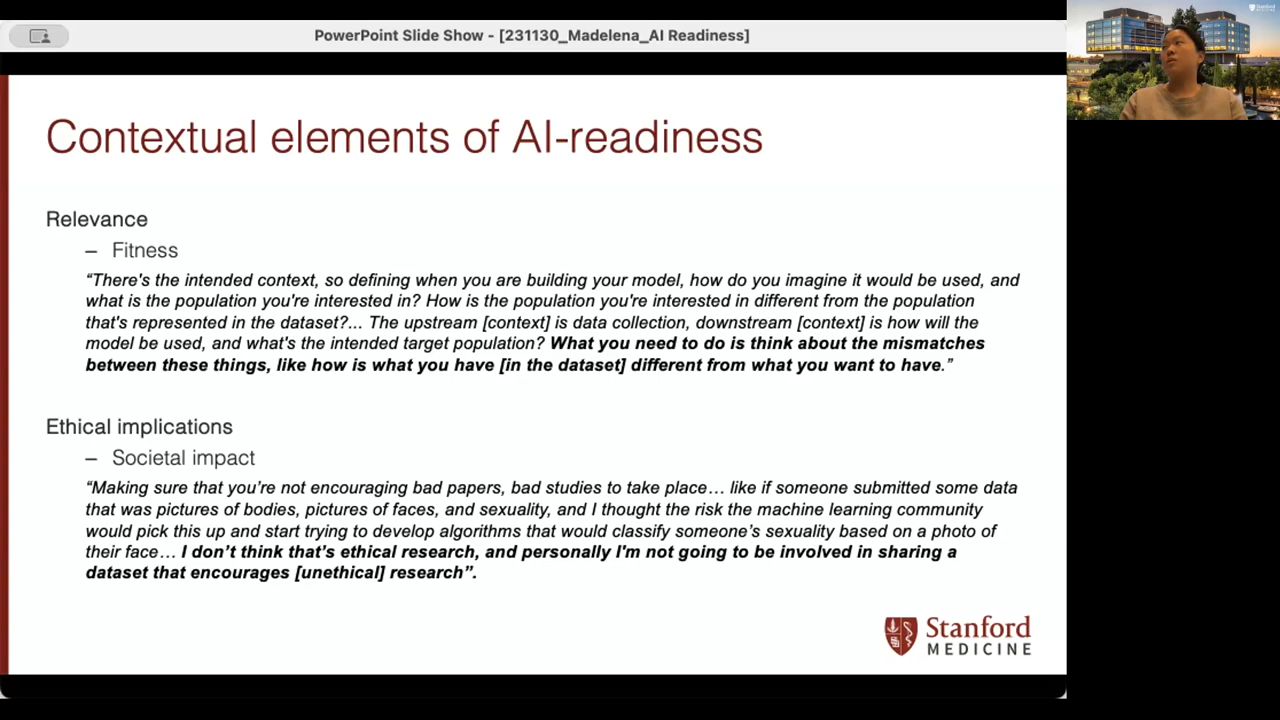 PowerPoint Slide Show - [231130_Madelena_AI Readiness]
Stanford
MEDICINE
Contextual elements of AI-readiness
Relevance
– Fitness
“There's the intended context, so defining when you are building your model, how do you imagine it would be used, and
what is the population you're interested in? How is the population you're interested in different from the population
that's represented in the dataset?... The upstream [context] is data collection, downstream [context] is how will the
model be used, and what's the intended target population? What you need to do is think about the mismatches
between these things, like how is what you have [in the dataset] different from what you want to have.”
Ethical implications
– Societal impact
“Making sure that you’re not encouraging bad papers, bad studies to take place… like if someone submitted some data
that was pictures of bodies, pictures of faces, and sexuality, and I thought the risk the machine learning community
would pick this up and start trying to develop algorithms that would classify someone’s sexuality based on a photo of
their face… I don’t think that’s ethical research, and personally I'm not going to be involved in sharing a
dataset that encourages [unethical] research”.
Stanford
MEDICINE